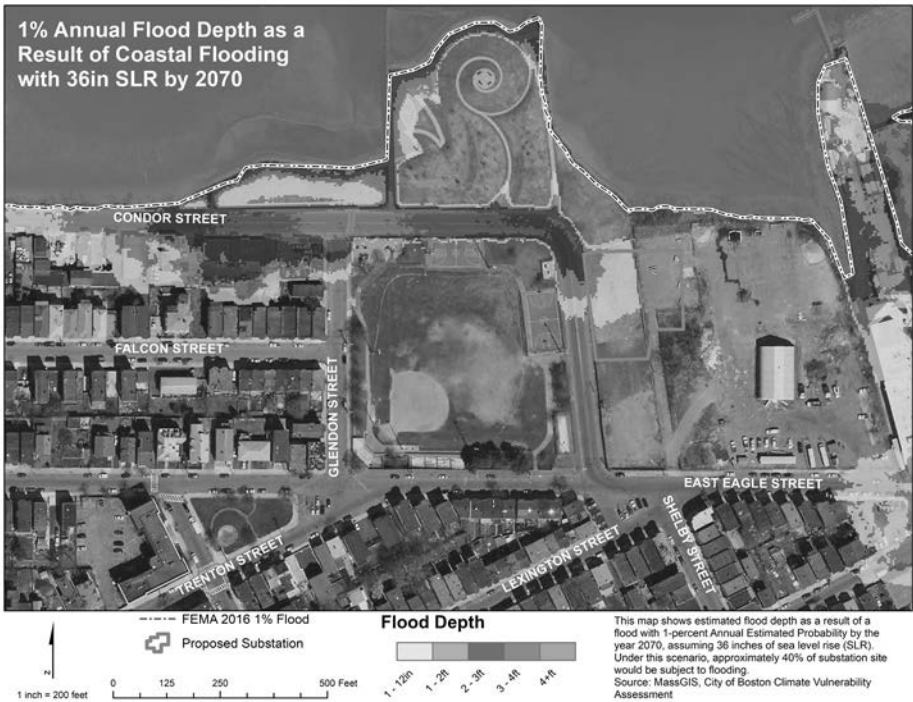 1% Annual Flood Depth as a
Result of Coastal Flooding
with 36in SLR by 2070
CONDOR STREET
FALCON STREET
GLENDON STREET
EAST EAGLE STREET
SHELBY STREET
TRENTON STREET
LEXINGTON STREET
FEMA 2016 1% Flood
Proposed Substation
N
1 inch = 200 feet
0 125 250 500 Feet
Flood Depth
1 - 12in
1 - 2ft
2 - 3ft
3 - 4ft
4+ft
This map shows estimated flood depth as a result of a
flood with 1-percent Annual Estimated Probability by the
year 2070, assuming 36 inches of sea level rise (SLR).
Under this scenario, approximately 40% of substation site
would be subject to flooding.
Source: MassGIS, City of Boston Climate Vulnerability
Assessment